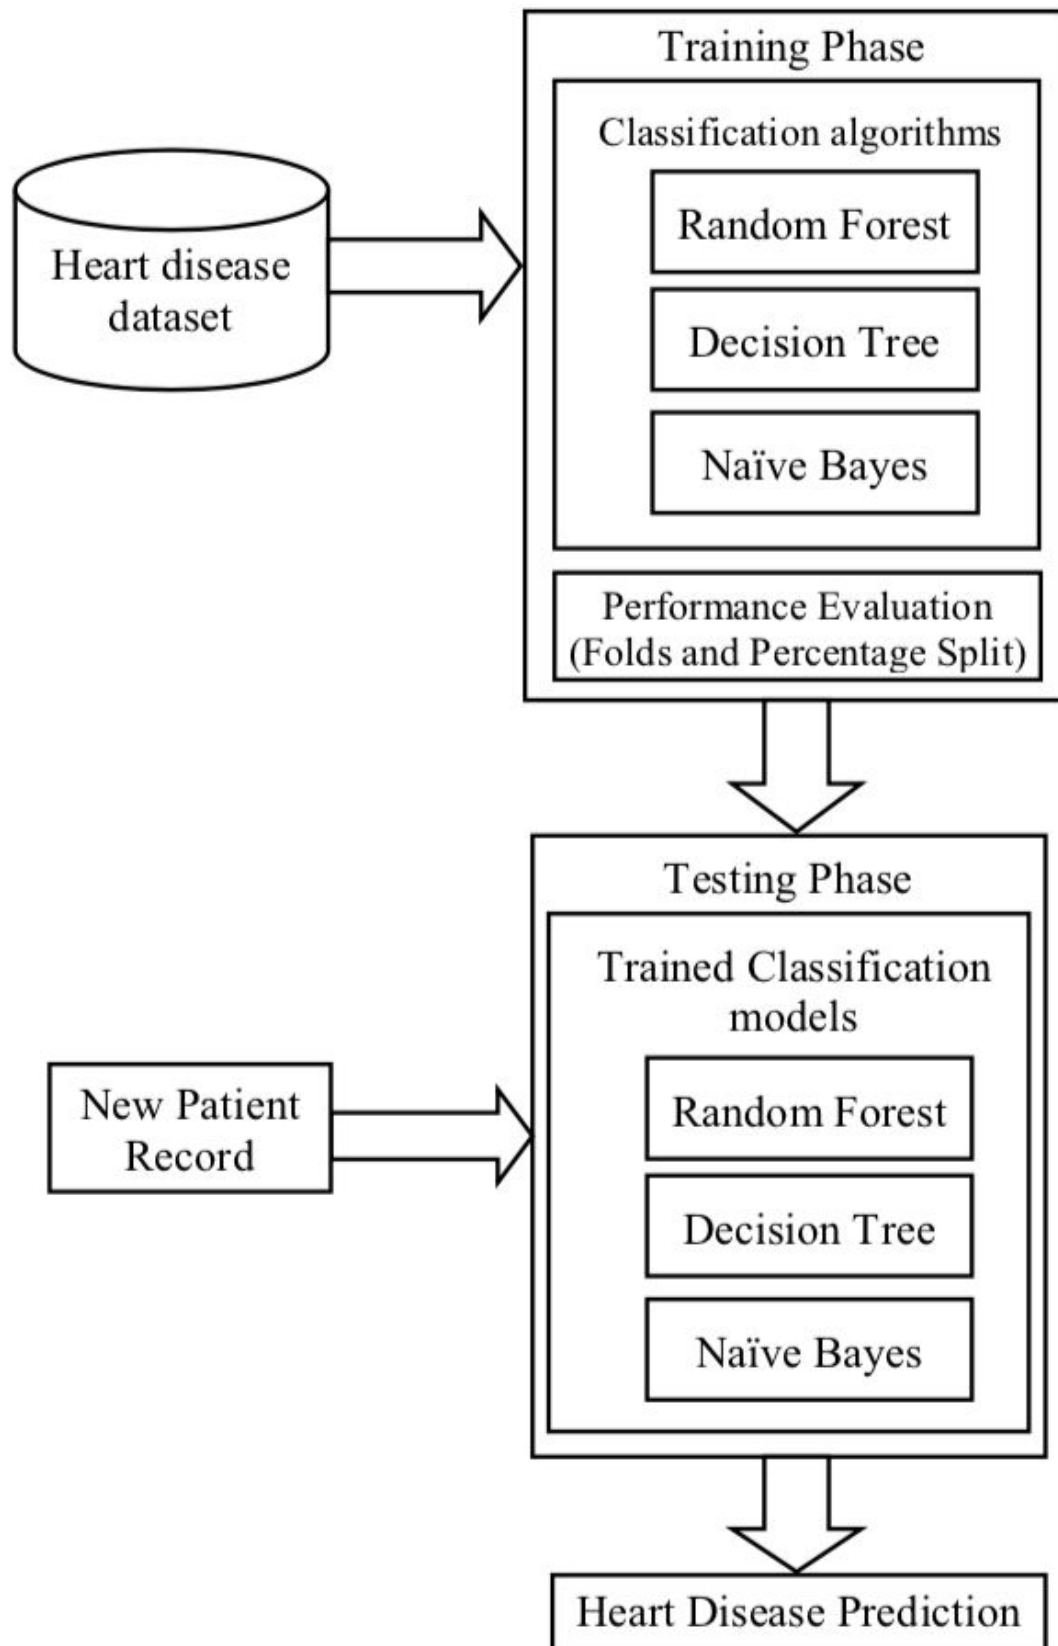 Training Phase
Classification algorithms
Random Forest
Decision Tree
Naïve Bayes
Performance Evaluation
(Folds and Percentage Split)
Heart disease
dataset
Testing Phase
Trained Classification
models
Random Forest
Decision Tree
Naïve Bayes
New Patient
Record
Heart Disease Prediction